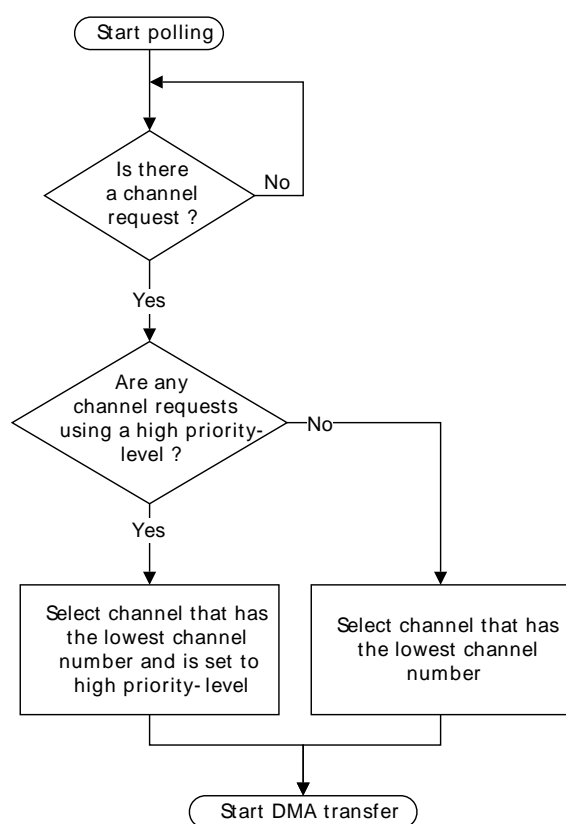 Start polling
Is there
a channel
request ?
No
Yes
Are any
channel requests
using a high priority-
level ?
No
Yes
Select channel that has
the lowest channel
number and is set to
high priority-level
Select channel that has
the lowest channel
number
Start DMA transfer